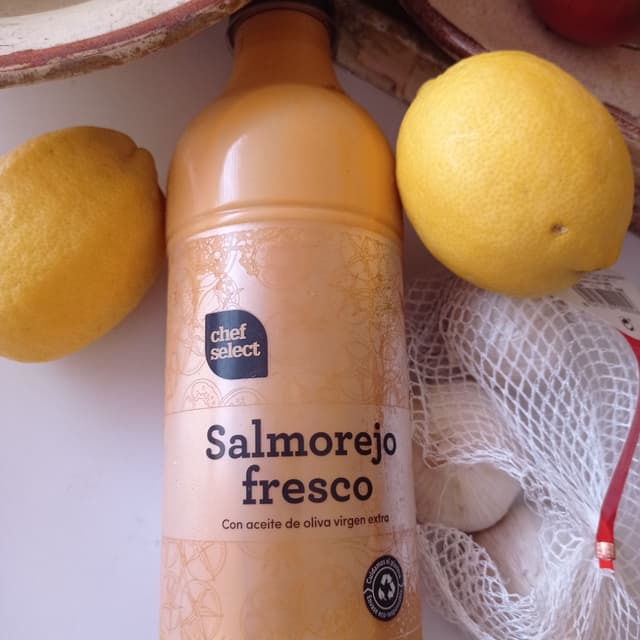 chef
select
Salmorejo
fresco
Con aceite de oliva virgen extra